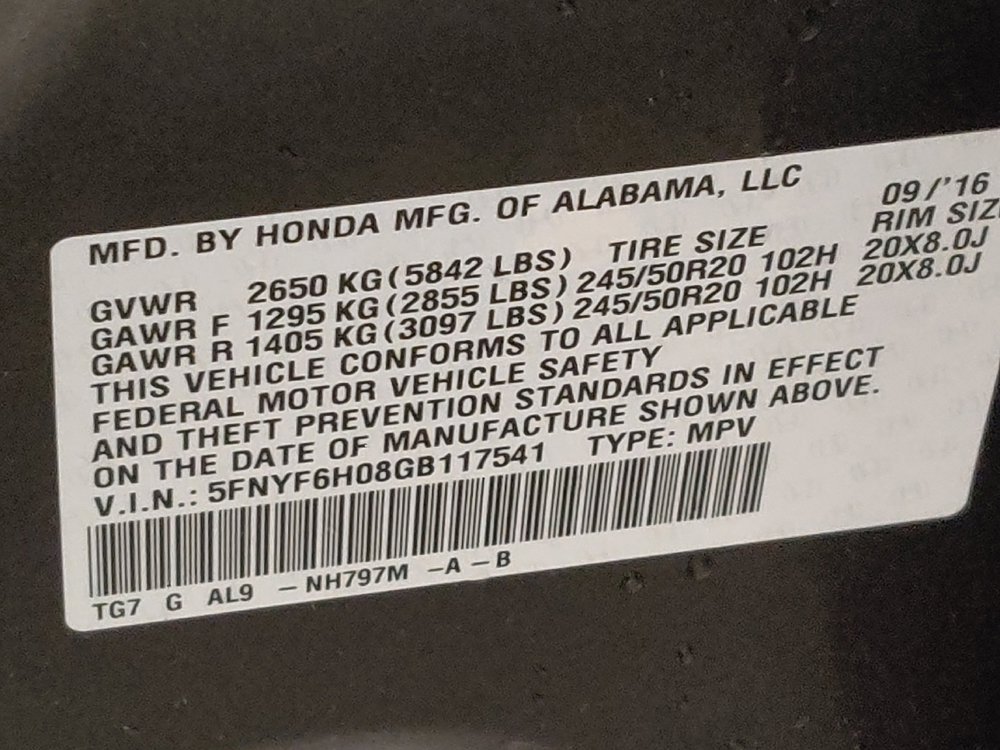 MFD. BY HONDA MFG. OF ALABAMA, LLC 09/'16
GVWR 2650 KG(5842 LBS) TIRE SIZE RIM SIZ
GAWR F 1295 KG(2855 LBS) 245/50R20 102H 20X8.0J
GAWR R 1405 KG(3097 LBS) 245/50R20 102H 20X8.0J
THIS VEHICLE CONFORMS TO ALL APPLICABLE
FEDERAL MOTOR VEHICLE SAFETY
AND THEFT PREVENTION STANDARDS IN EFFECT
ON THE DATE OF MANUFACTURE SHOWN ABOVE.
V.I.N.: 5FNYF6H08GB117541 TYPE: MPV
TG7 G AL9 -NH797M -A-B